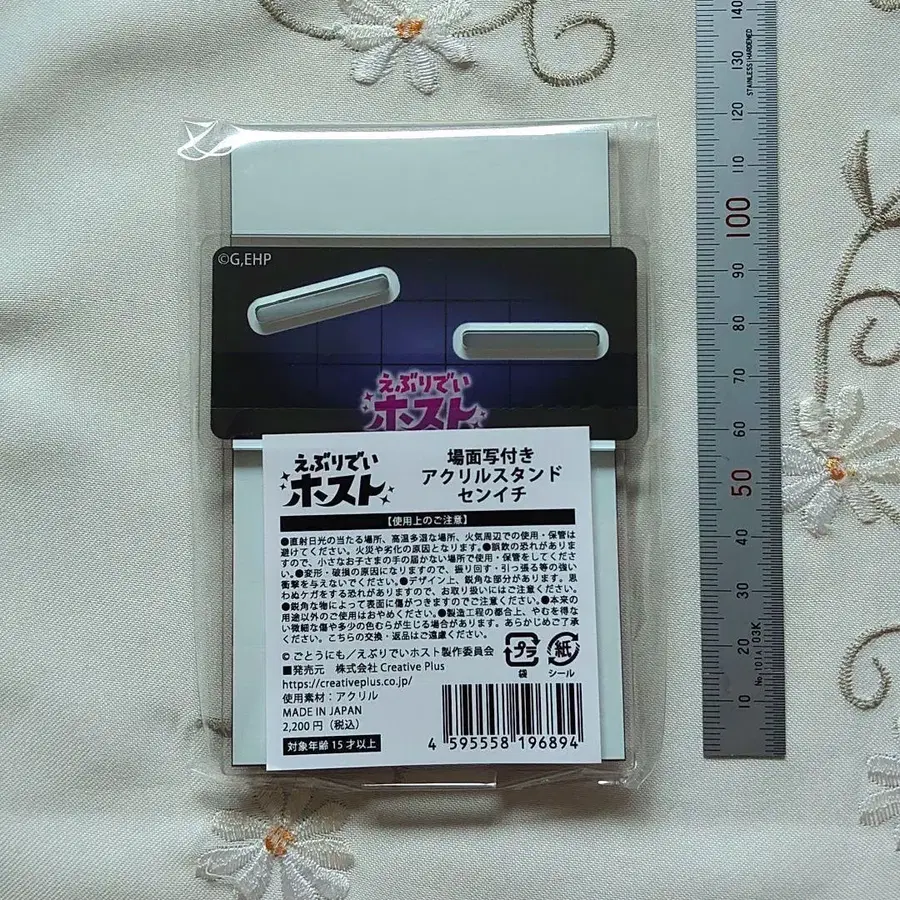 ©G,EHP
えぶりでい
ホスト
えぶりでい
ホスト
場面写付き
アクリルスタンド
センイチ
【使用上のご注意】
●直射日光の当たる場所、高温多湿な場所、火気周辺での使用・保管は
避けてください。火災や劣化の原因となります。●誤飲の恐れがありま
すので、小さなお子さまの手の届かない場所で使用・保管をしてくださ
い。●変形・破損の原因になりますので、振り回す・引っ張る等の強い
衝撃を与えないでください。●デザイン上、鋭角な部分があります。思
わぬケガをする恐れがありますので、お取り扱いにはご注意ください。
●鋭角な物によって表面に傷がつきますのでご注意ください。●本来の
用途以外のご使用はおやめください。●製造工程の都合上、やむを得な
い微細な傷や多少の色むらが生じる場合があります。あらかじめご了承
ください。こちらの交換・返品はご遠慮ください。
© ごとうにも／えぶりでいホスト製作委員会
■発売元 株式会社 Creative Plus
https://creativeplus.co.jp/
使用素材：アクリル
MADE IN JAPAN
2,200 円（税込）
対象年齢 15 才以上
プラ
袋
紙
シール
4 595558 196894
140
130
120
110
100
90
80
70
60
50
40
30
20
10
STAINLESS HARDENED